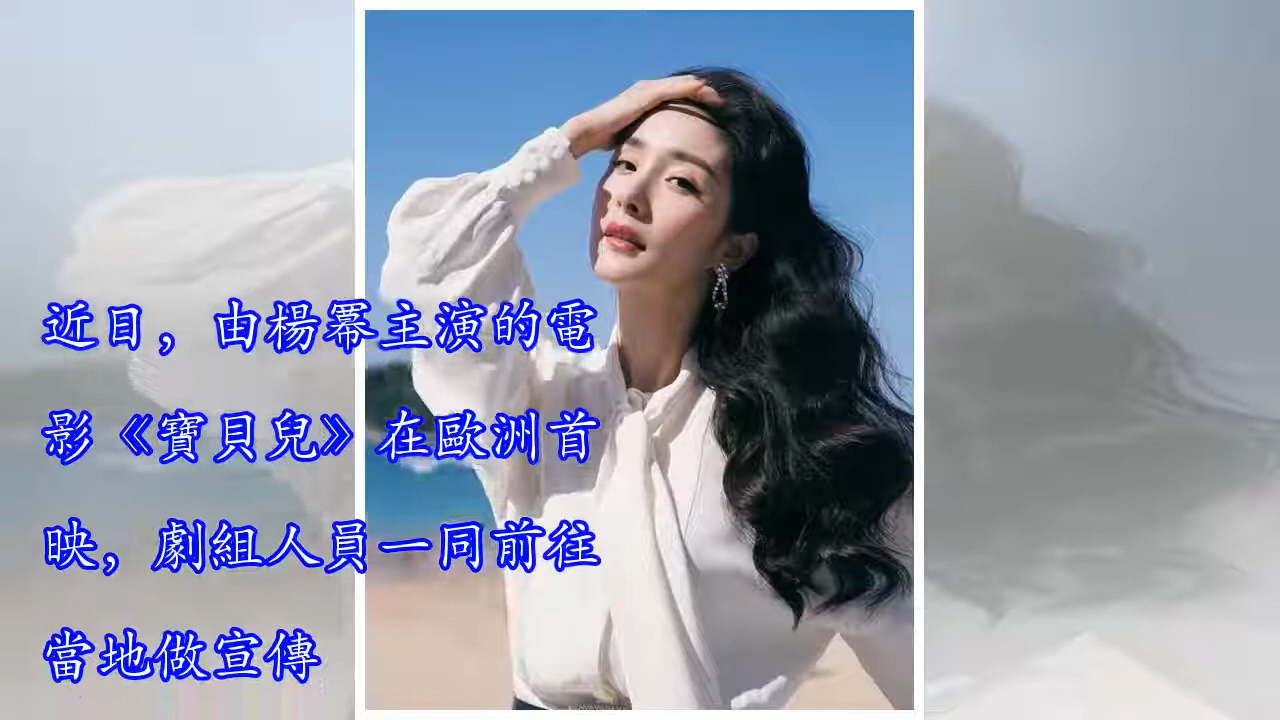 近日，由楊冪主演的電
影《寶貝兒》在歐洲首
映，劇組人員一同前往
當地做宣傳